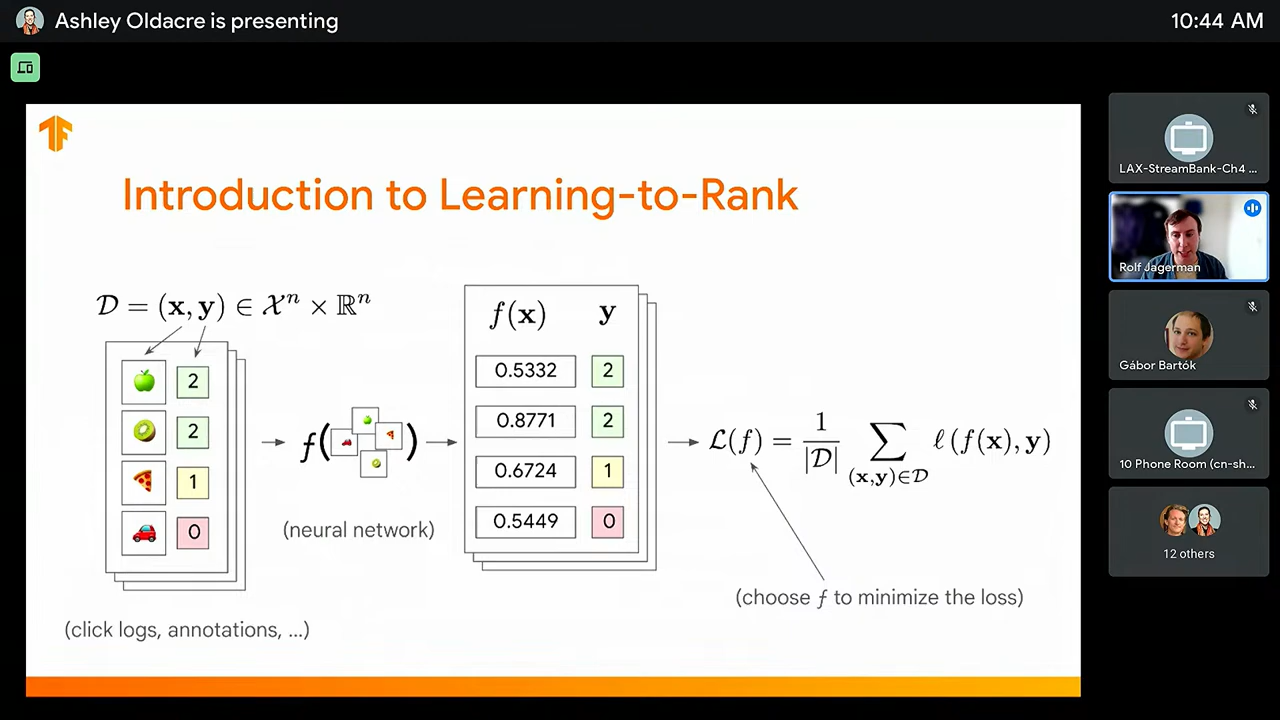 Ashley Oldacre is presenting
10:44 AM
Introduction to Learning-to-Rank
𝒟 = (𝐱, 𝐲) ∈ 𝒳ⁿ × ℝⁿ
2
2
1
0
(click logs, annotations, ...)
f( )
(neural network)
f(𝐱) 𝐲
0.5332 2
0.8771 2
0.6724 1
0.5449 0
ℒ(f) = 1/|𝒟| ∑ (𝐱,𝐲)∈𝒟 ℓ(f(𝐱), 𝐲)
(choose f to minimize the loss)
LAX-StreamBank-Ch4 ...
Rolf Jagerman
Gábor Bartók
10 Phone Room (cn-sh...
12 others